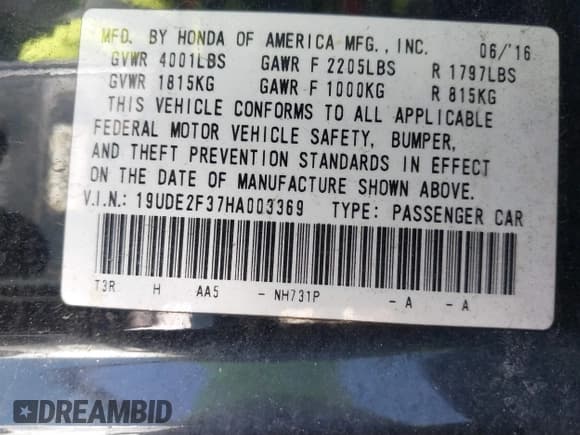 MFD. BY HONDA OF AMERICA MFG., INC. 06/'16
GVWR 4001LBS GAWR F 2205LBS R 1797LBS
GVWR 1815KG GAWR F 1000KG R 815KG
THIS VEHICLE CONFORMS TO ALL APPLICABLE
FEDERAL MOTOR VEHICLE SAFETY, BUMPER,
AND THEFT PREVENTION STANDARDS IN EFFECT
ON THE DATE OF MANUFACTURE SHOWN ABOVE.
V.I.N.: 19UDE2F37HA003369 TYPE: PASSENGER CAR
T3R H AA5 - NH731P - A - A
DREAMBID